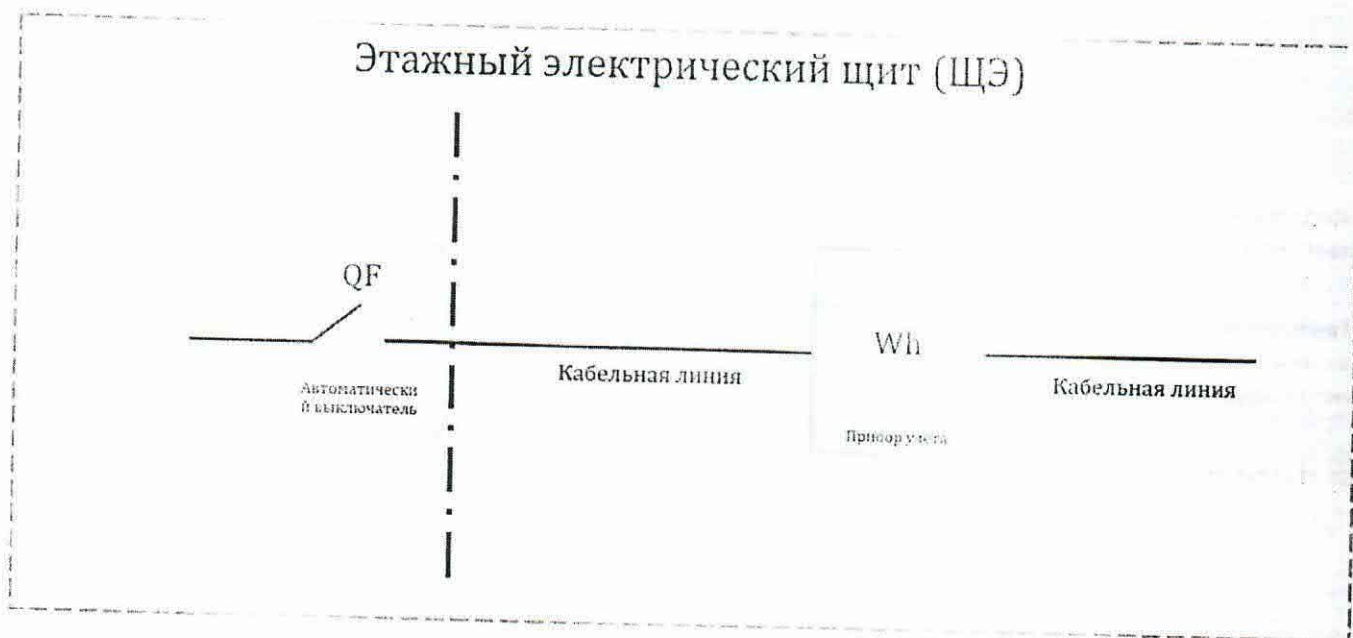 Этажный электрический щит (ЩЭ)
QF
Автоматически
й выключатель
Кабельная линия
Wh
Прибор учета
Кабельная линия